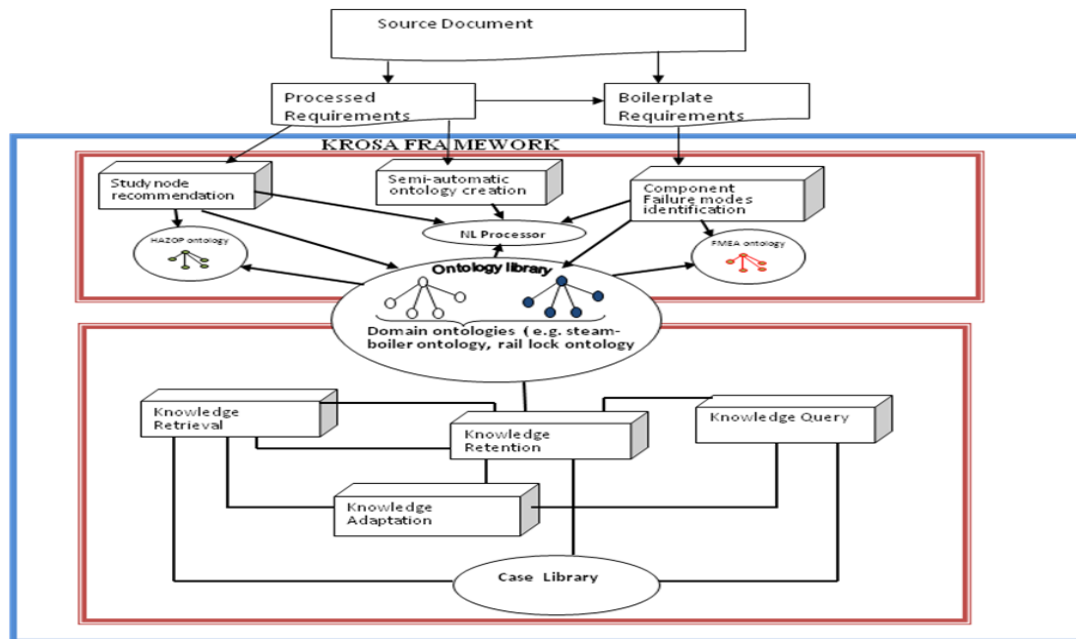 Source Document
Processed
Requirements
Boilerplate
Requirements
KROSA FRAMEWORK
Study node
recommendation
Semi-automatic
ontology creation
Component
Failure modes
identification
NL Processor
HAZOP ontology
FMEA ontology
Ontology library
Domain ontologies ( e.g. steam-
boiler ontology, rail lock ontology
Knowledge
Retrieval
Knowledge
Retention
Knowledge Query
Knowledge
Adaptation
Case Library